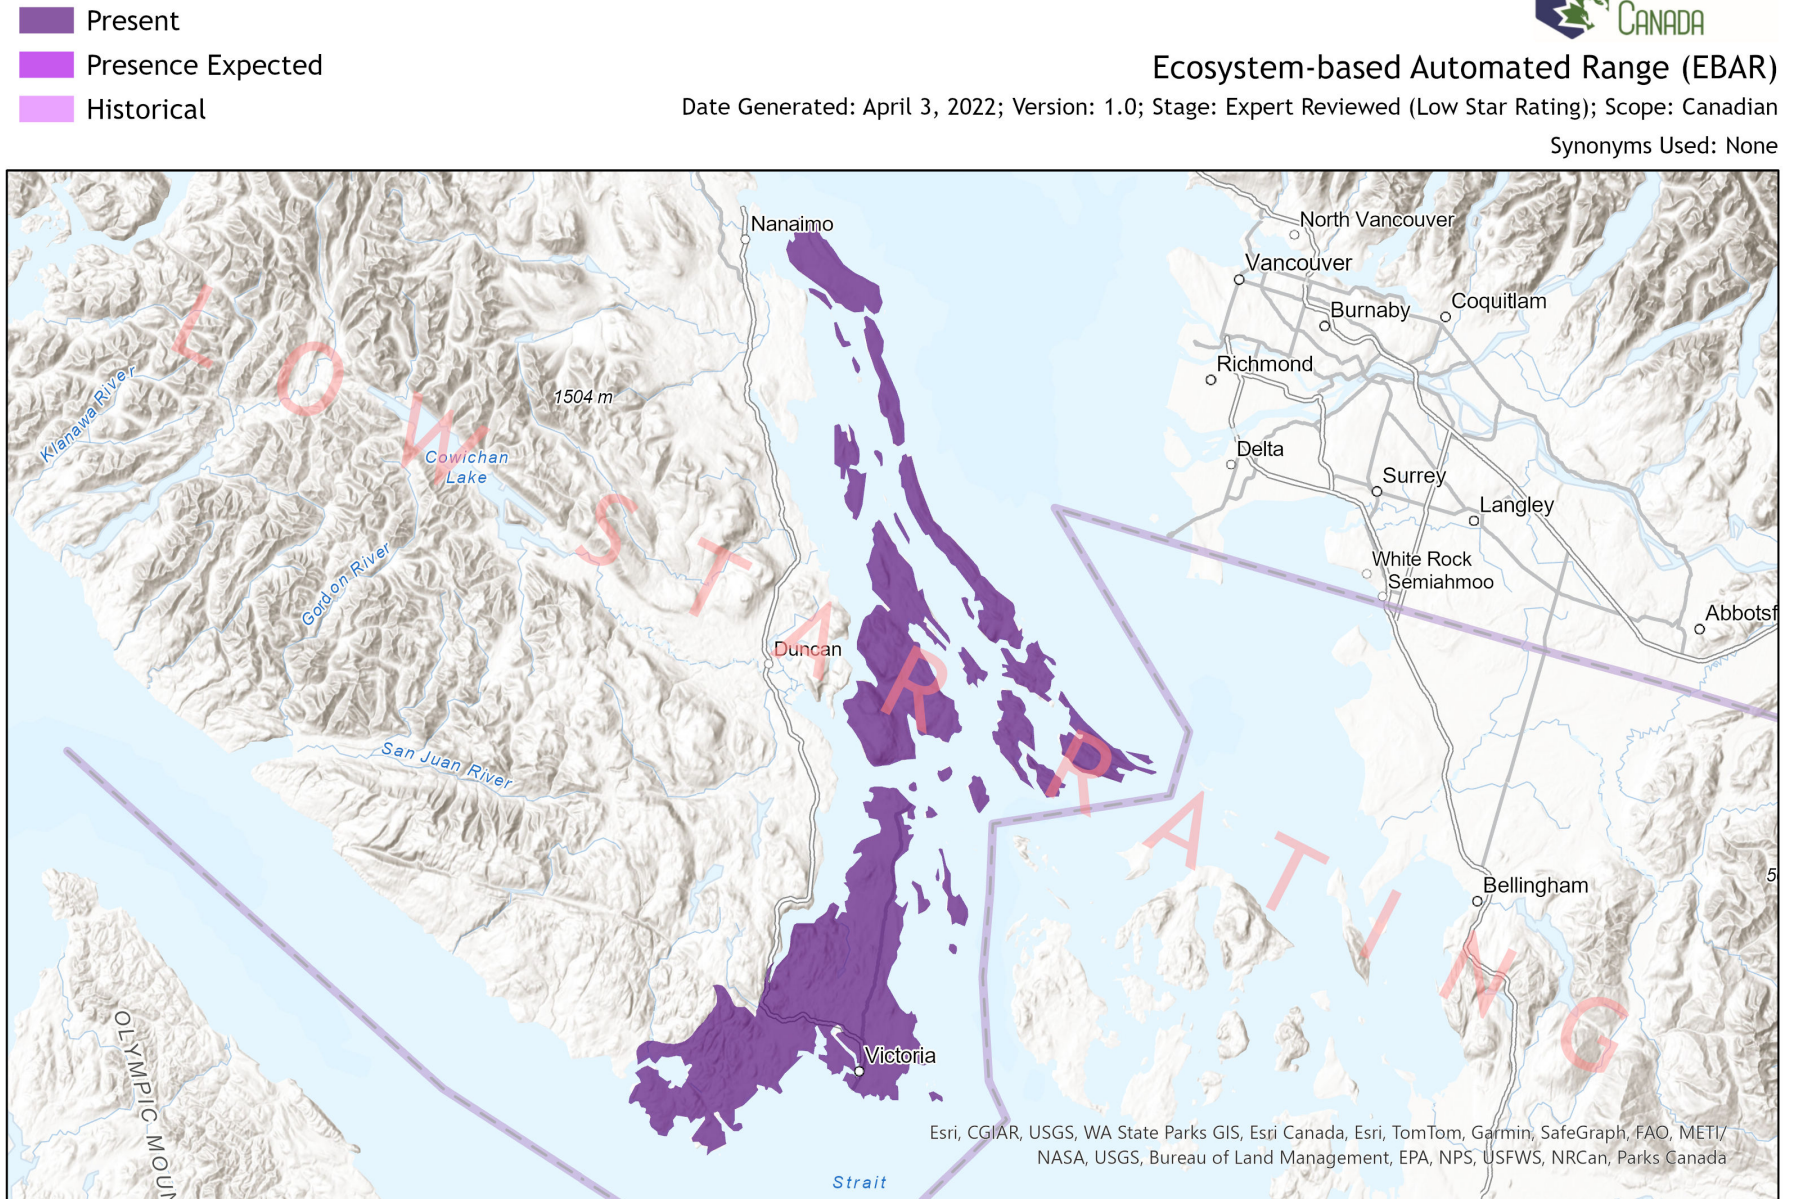 Present
Presence Expected
Historical
CANADA
Ecosystem-based Automated Range (EBAR)
Date Generated: April 3, 2022; Version: 1.0; Stage: Expert Reviewed (Low Star Rating); Scope: Canadian
Synonyms Used: None
Nanaimo
North Vancouver
Vancouver
Burnaby
Coquitlam
Richmond
1504 m
Klanawa River
Delta
Cowichan
Lake
Surrey
Langley
Gordon River
White Rock
Semiahmoo
Abbotsf
Duncan
San Juan River
LOW STAR RATING
5
Bellingham
OLYMPIC MOUN
Victoria
Esri, CGIAR, USGS, WA State Parks GIS, Esri Canada, Esri, TomTom, Garmin, SafeGraph, FAO, METI/
NASA, USGS, Bureau of Land Management, EPA, NPS, USFWS, NRCan, Parks Canada
Strait